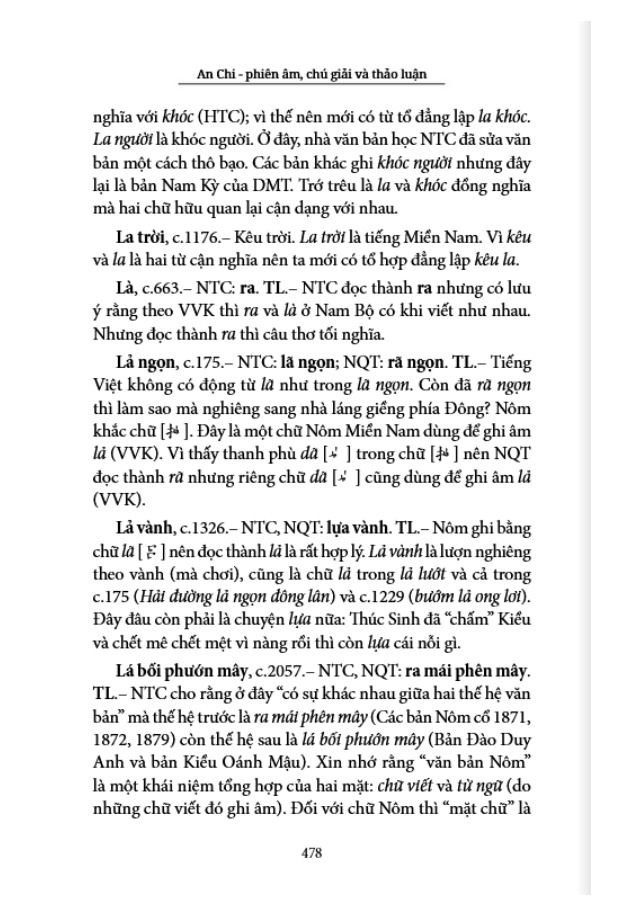 An Chi - phiên âm, chú giải và thảo luận
nghĩa với khóc (HTC); vì thế nên mới có từ tổ đẳng lập la khóc.
La người là khóc người. Ở đây, nhà văn bản học NTC đã sửa văn
bản một cách thô bạo. Các bản khác ghi khóc người nhưng đây
lại là bản Nam Kỳ của DMT. Trớ trêu là la và khóc đồng nghĩa
mà hai chữ hữu quan lại cận dạng với nhau.
La trời, c.1176.– Kêu trời. La trời là tiếng Miền Nam. Vì kêu
và la là hai từ cận nghĩa nên ta mới có tổ hợp đẳng lập kêu la.
Là, c.663.– NTC: ra. TL.– NTC đọc thành ra nhưng có lưu
ý rằng theo VVK thì ra và là ở Nam Bộ có khi viết như nhau.
Nhưng đọc thành ra thì câu thơ tối nghĩa.
Lả ngọn, c.175.– NTC: lã ngọn; NQT: rã ngọn. TL.– Tiếng
Việt không có động từ lã như trong lã ngọn. Còn đã rã ngọn
thì làm sao mà nghiêng sang nhà láng giềng phía Đông? Nôm
khắc chữ [ ]. Đây là một chữ Nôm Miền Nam dùng để ghi âm
lả (VVK). Vì thấy thanh phù dã [ ] trong chữ [ ] nên NQT
đọc thành rã nhưng riêng chữ dã [ ] cũng dùng để ghi âm lả
(VVK).
Lả vành, c.1326.– NTC, NQT: lựa vành. TL.– Nôm ghi bằng
chữ lã [ ] nên đọc thành lả là rất hợp lý. Lả vành là lượn nghiêng
theo vành (mà chơi), cũng là chữ lả trong lả lướt và cả trong
c.175 (Hải đường lả ngọn đông lân) và c.1229 (bướm lả ong lơi).
Đây đâu còn phải là chuyện lựa nữa: Thúc Sinh đã “chấm” Kiều
và chết mê chết mệt vì nàng rồi thì còn lựa cái nỗi gì.
Lá bối phướn mây, c.2057.– NTC, NQT: ra mái phên mây.
TL.– NTC cho rằng ở đây “có sự khác nhau giữa hai thế hệ văn
bản” mà thế hệ trước là ra mái phên mây (Các bản Nôm cổ 1871,
1872, 1879) còn thế hệ sau là lá bối phướn mây (Bản Đào Duy
Anh và bản Kiều Oánh Mậu). Xin nhớ rằng “văn bản Nôm”
là một khái niệm tổng hợp của hai mặt: chữ viết và từ ngữ (do
những chữ viết đó ghi âm). Đối với chữ Nôm thì “mặt chữ” là
478